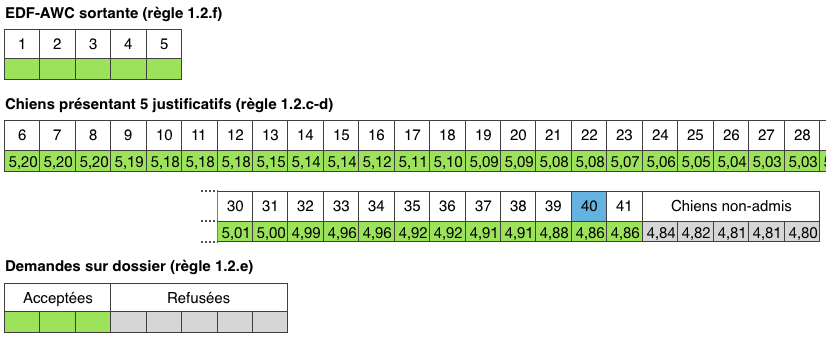 EDF-AWC sortante (règle 1.2.f)
1 2 3 4 5
Chiens présentant 5 justificatifs (règle 1.2.c-d)
6 7 8 9 10 11 12 13 14 15 16 17 18 19 20 21 22 23 24 25 26 27 28
5,20 5,20 5,20 5,19 5,18 5,18 5,18 5,15 5,14 5,14 5,12 5,11 5,10 5,09 5,09 5,08 5,08 5,07 5,06 5,05 5,04 5,03 5,03
30 31 32 33 34 35 36 37 38 39 40 41 Chiens non-admis
5,01 5,00 4,99 4,96 4,96 4,92 4,92 4,91 4,91 4,88 4,86 4,86 4,84 4,82 4,81 4,81 4,80
Demandes sur dossier (règle 1.2.e)
Acceptées Refusées